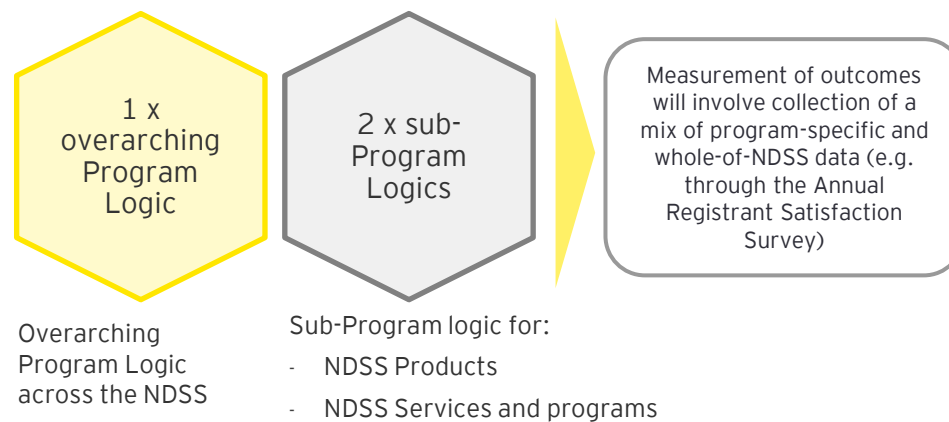 1 x
overarching
Program
Logic
2 x sub-
Program
Logics
Measurement of outcomes
will involve collection of a
mix of program-specific and
whole-of-NDSS data (e.g.
through the Annual
Registrant Satisfaction
Survey)
Overarching
Program Logic
across the NDSS
Sub-Program logic for:
- NDSS Products
- NDSS Services and programs